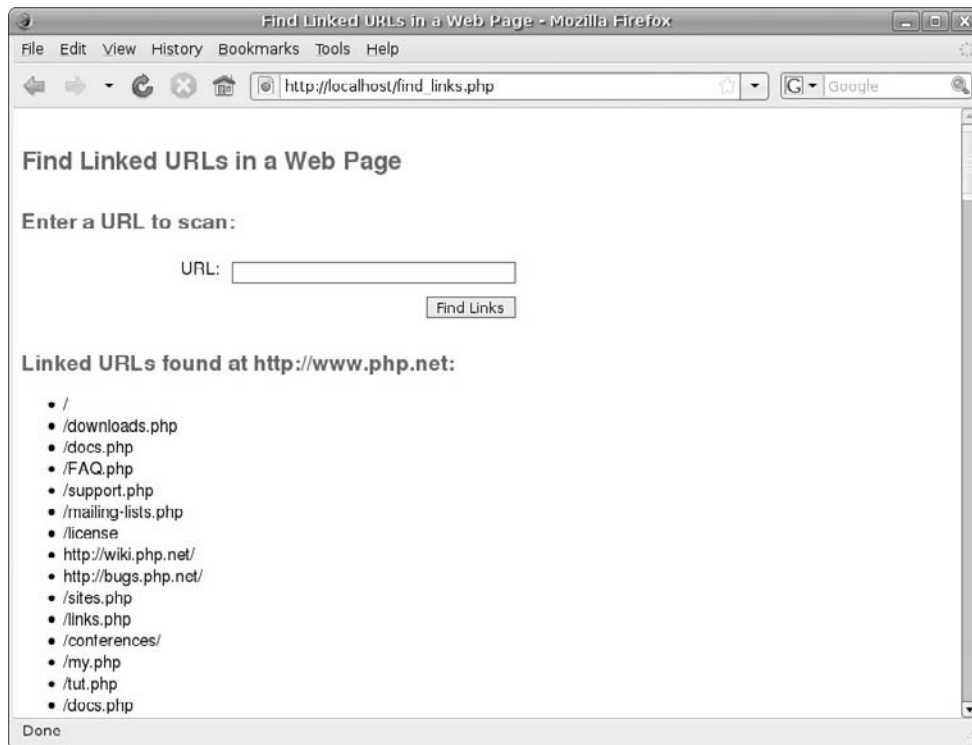 Find Linked URLs in a Web Page - Mozilla Firefox
File Edit View History Bookmarks Tools Help
http://localhost/find_links.php
G Google
Find Linked URLs in a Web Page
Enter a URL to scan:
URL:
Find Links
Linked URLs found at http://www.php.net:
• /
• /downloads.php
• /docs.php
• /FAQ.php
• /support.php
• /mailing-lists.php
• /license
• http://wiki.php.net/
• http://bugs.php.net/
• /sites.php
• /links.php
• /conferences/
• /my.php
• /tut.php
• /docs.php
Done